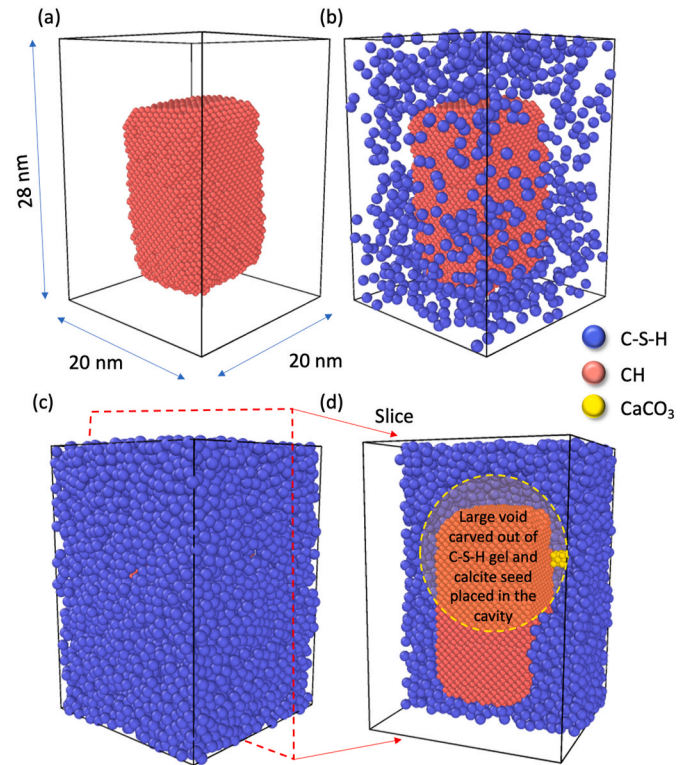 (a)
(b)
28 nm
20 nm
20 nm
C-S-H
CH
CaCO₃
(c)
(d)
Slice
Large void
carved out of
C-S-H gel and
calcite seed
placed in the
cavity